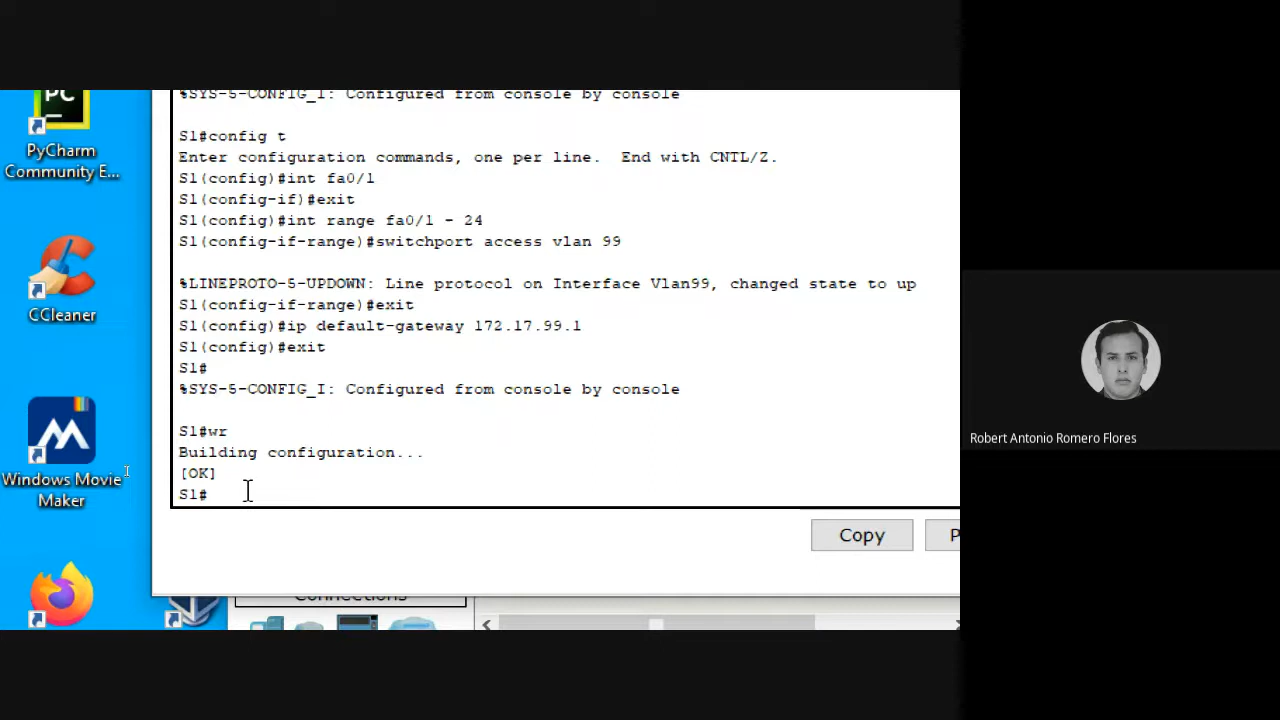 PC
PyCharm
Community E...
CCleaner
Windows Movie
Maker
%SYS-5-CONFIG_I: Configured from console by console
S1#config t
Enter configuration commands, one per line.  End with CNTL/Z.
S1(config)#int fa0/1
S1(config-if)#exit
S1(config)#int range fa0/1 - 24
S1(config-if-range)#switchport access vlan 99
%LINEPROTO-5-UPDOWN: Line protocol on Interface Vlan99, changed state to up
S1(config-if-range)#exit
S1(config)#ip default-gateway 172.17.99.1
S1(config)#exit
S1#
%SYS-5-CONFIG_I: Configured from console by console
S1#wr
Building configuration...
[OK]
S1#
Copy
P
Connections
Robert Antonio Romero Flores